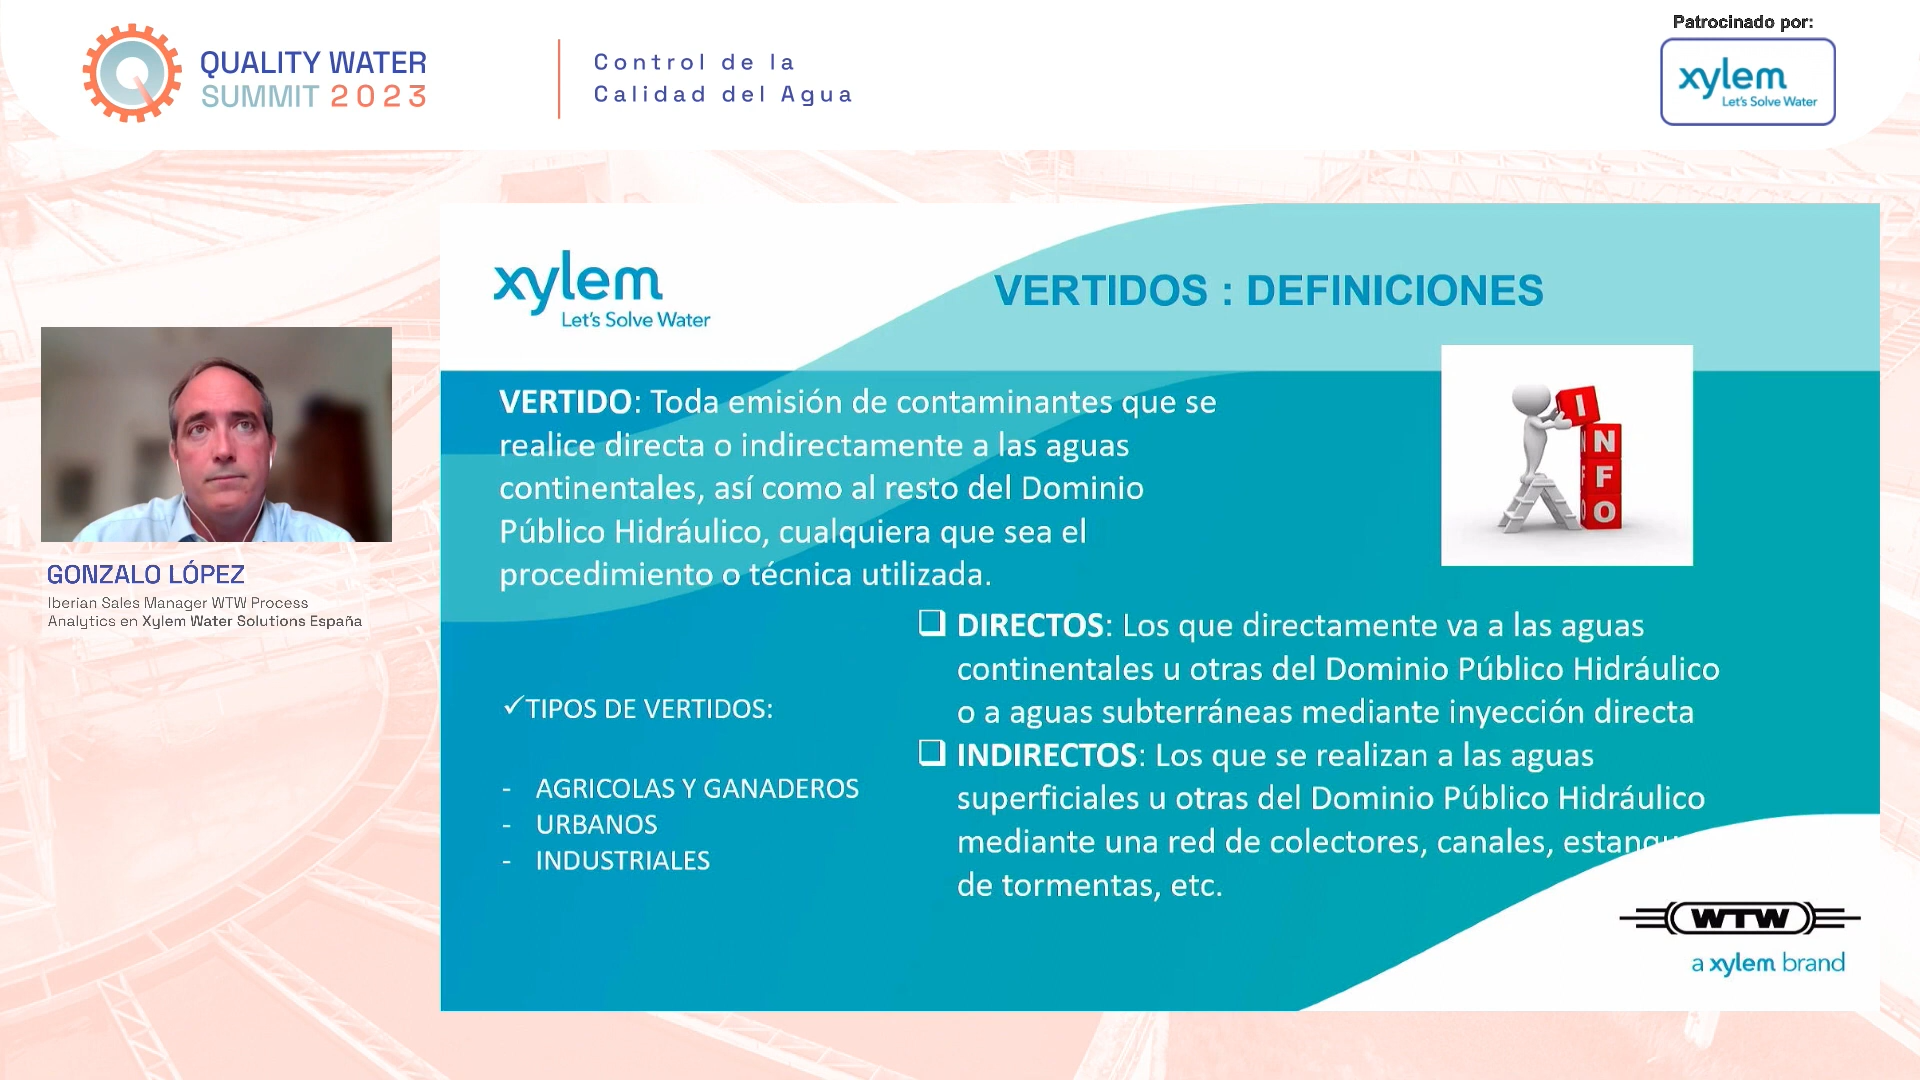 QUALITY WATER
SUMMIT 2023
Control de la
Calidad del Agua
Patrocinado por:
xylem
Let's Solve Water
xylem
Let's Solve Water
VERTIDOS : DEFINICIONES
VERTIDO: Toda emisión de contaminantes que se
realice directa o indirectamente a las aguas
continentales, así como al resto del Dominio
Público Hidráulico, cualquiera que sea el
procedimiento o técnica utilizada.
I
N
F
O
GONZALO LÓPEZ
Iberian Sales Manager WTW Process
Analytics en Xylem Water Solutions España
✓TIPOS DE VERTIDOS:
- AGRICOLAS Y GANADEROS
- URBANOS
- INDUSTRIALES
❑ DIRECTOS: Los que directamente va a las aguas
continentales u otras del Dominio Público Hidráulico
o a aguas subterráneas mediante inyección directa
❑ INDIRECTOS: Los que se realizan a las aguas
superficiales u otras del Dominio Público Hidráulico
mediante una red de colectores, canales,
de tormentas, etc.
WTW
a xylem brand